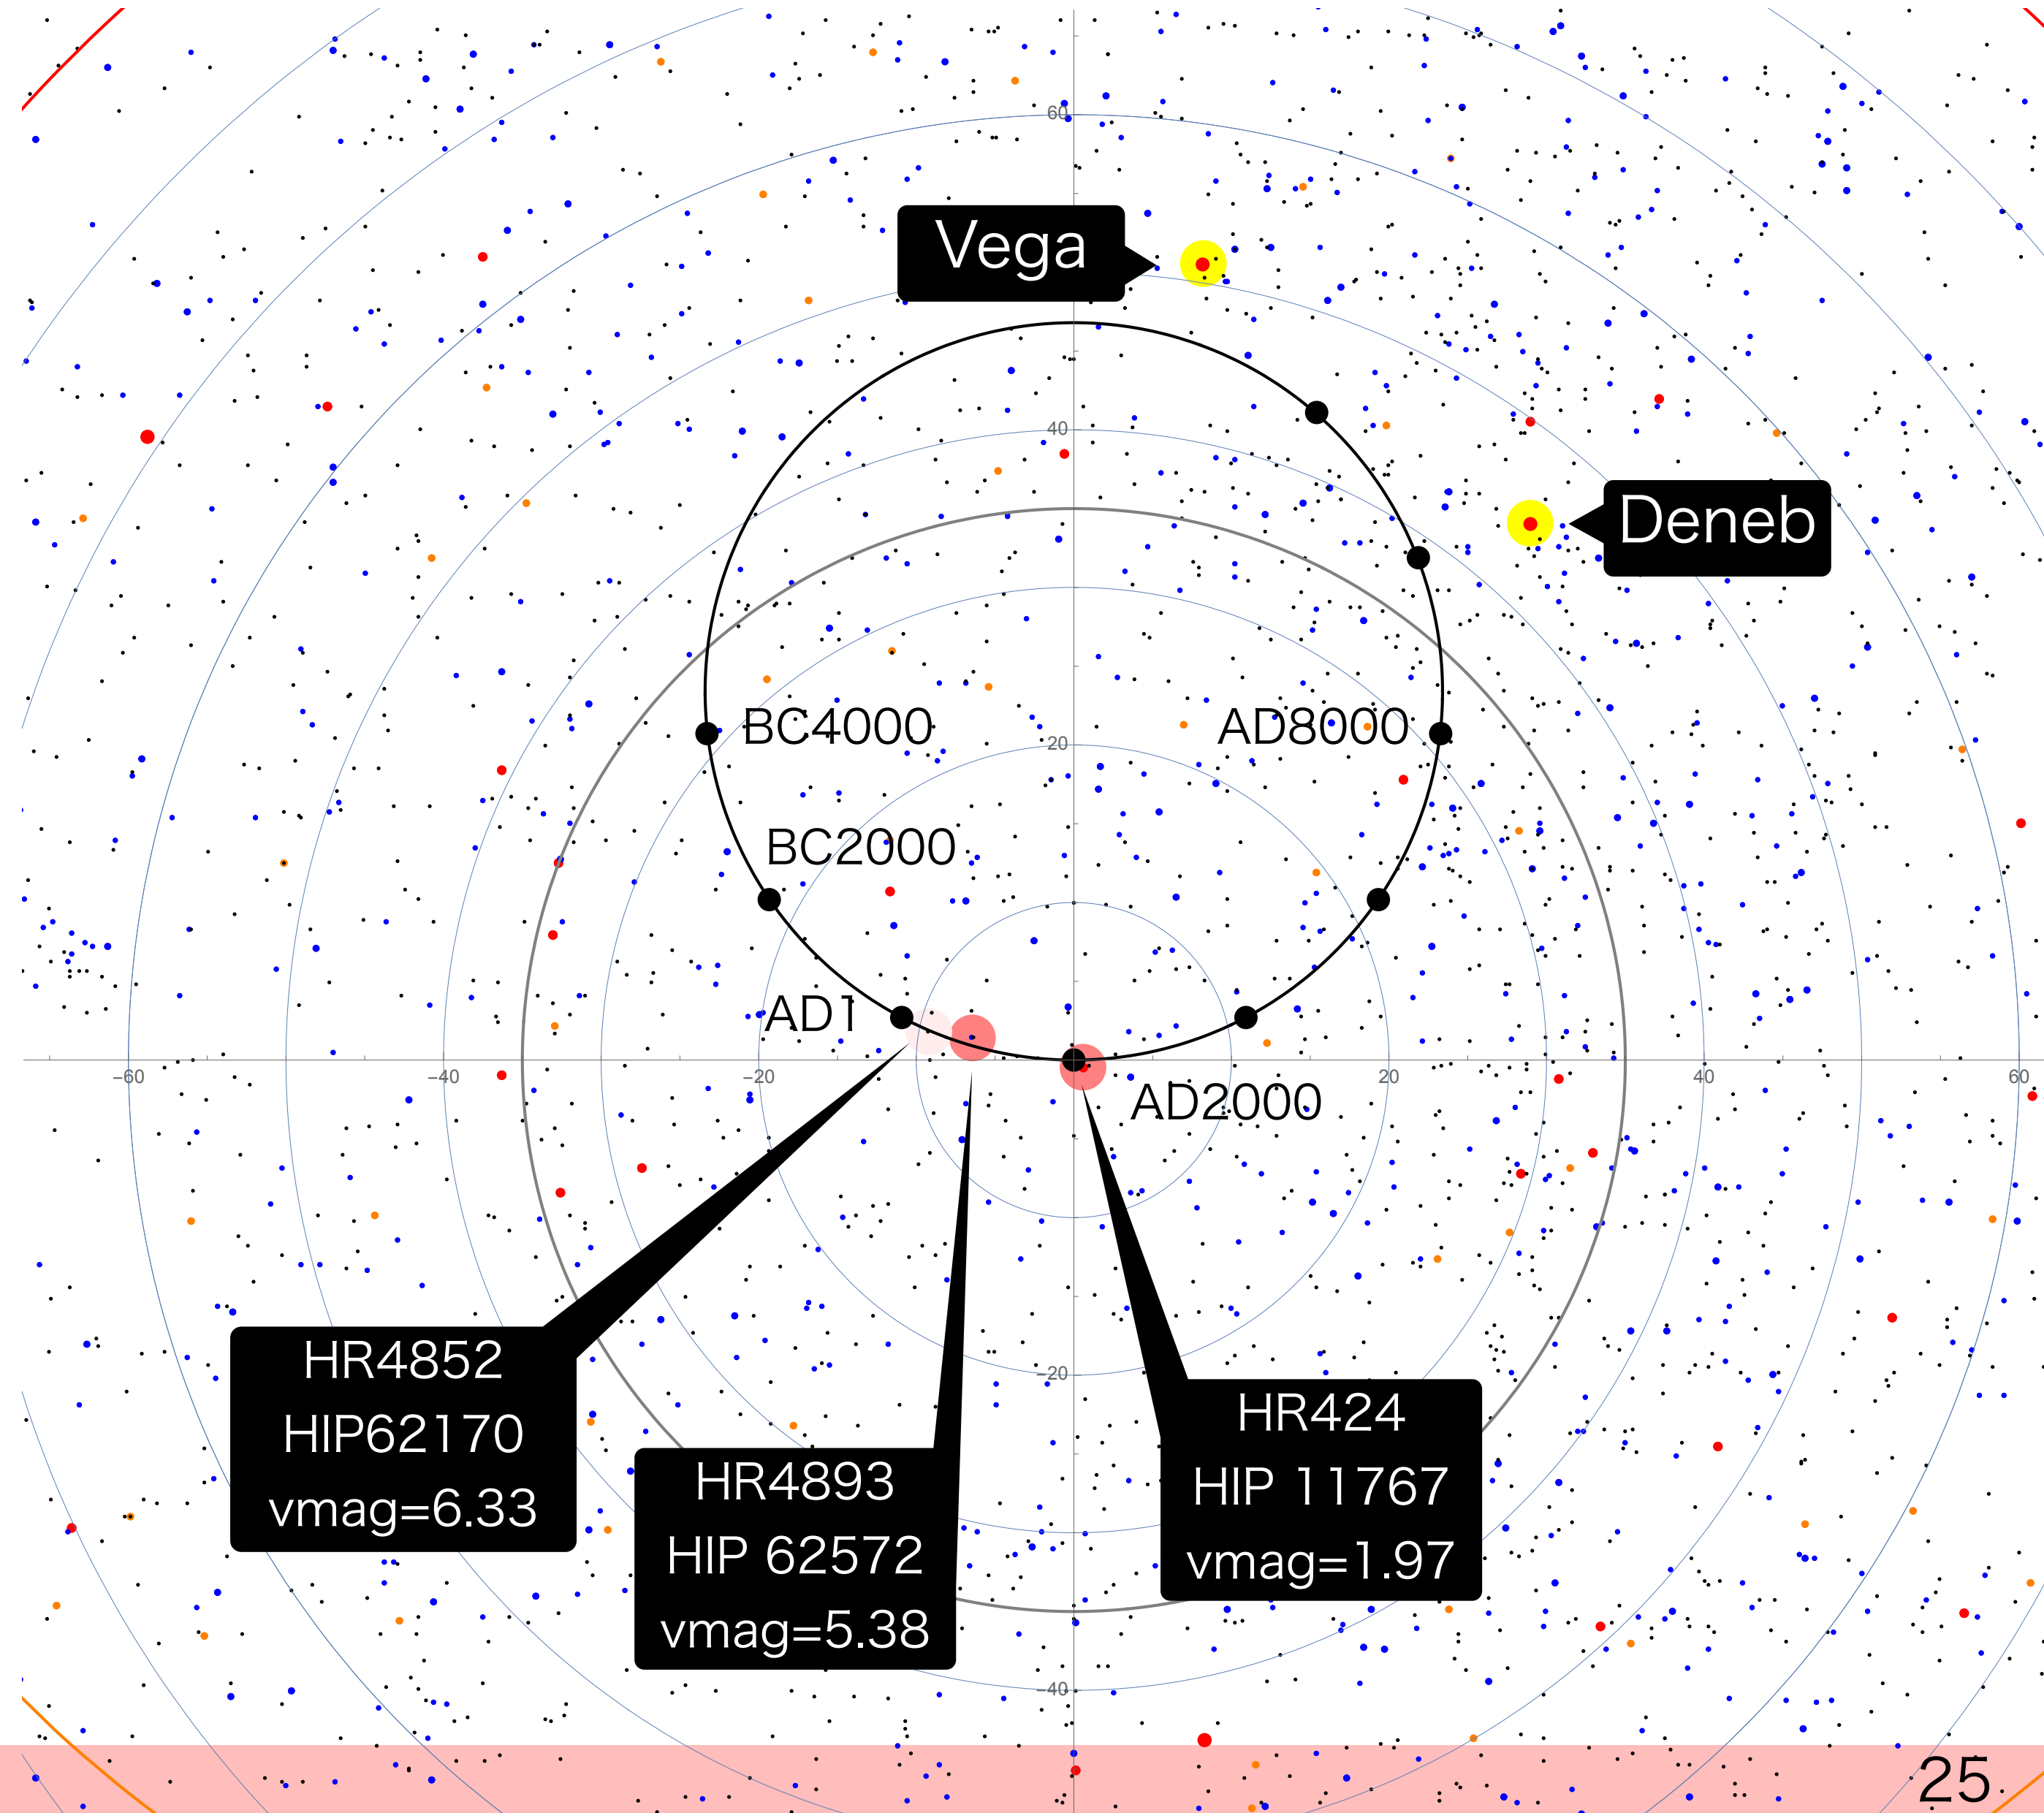 60
Vega
40
Deneb
BC4000
AD8000
20
BC2000
AD1
−60
−40
−20
20
40
60
AD2000
HR4852
HIP62170
vmag=6.33
−20
HR424
HIP 11767
vmag=1.97
HR4893
HIP 62572
vmag=5.38
−40
25